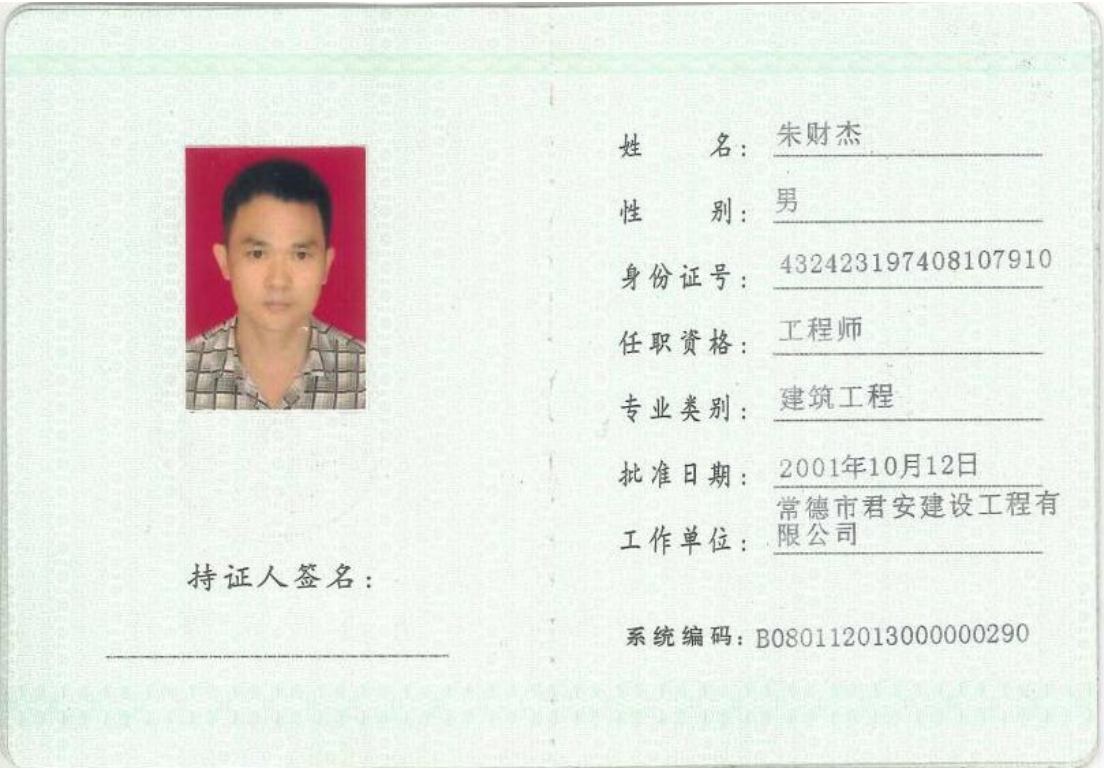 姓 名： 朱财杰
性 别： 男
身份证号： 432423197408107910
任职资格： 工程师
专业类别： 建筑工程
批准日期： 2001年10月12日
工作单位： 常德市君安建设工程有
限公司
持证人签名：
系统编码：B080112013000000290